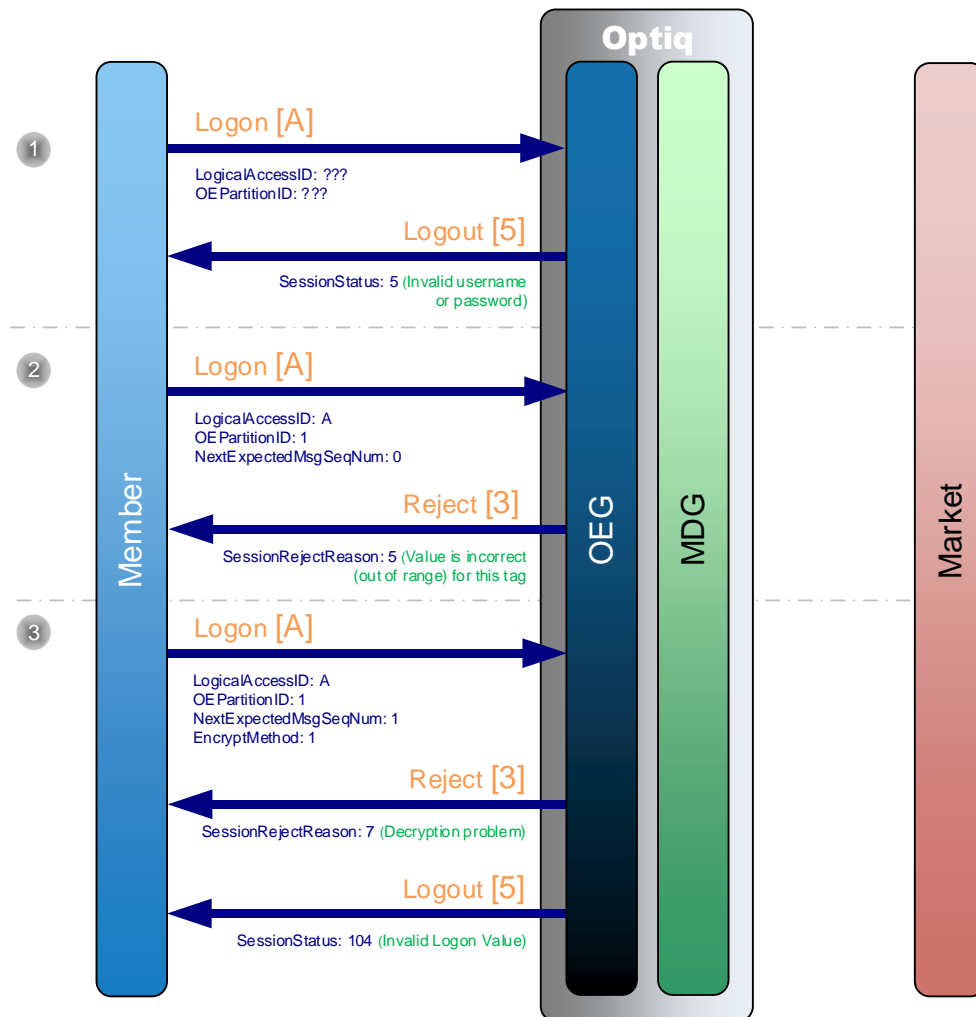 Optiq
Logon [A]
1
LogicalAccessID: ???
OEPartitionID: ???
Logout [5]
SessionStatus: 5 (Invalid username
or password)
2
Logon [A]
LogicalAccessID: A
OEPartitionID: 1
NextExpectedMsgSeqNum: 0
Member
OEG
MDG
Market
Reject [3]
SessionRejectReason: 5 (Value is incorrect
(out of range) for this tag
3
Logon [A]
LogicalAccessID: A
OEPartitionID: 1
NextExpectedMsgSeqNum: 1
EncryptMethod: 1
Reject [3]
SessionRejectReason: 7 (Decryption problem)
Logout [5]
SessionStatus: 104 (Invalid Logon Value)